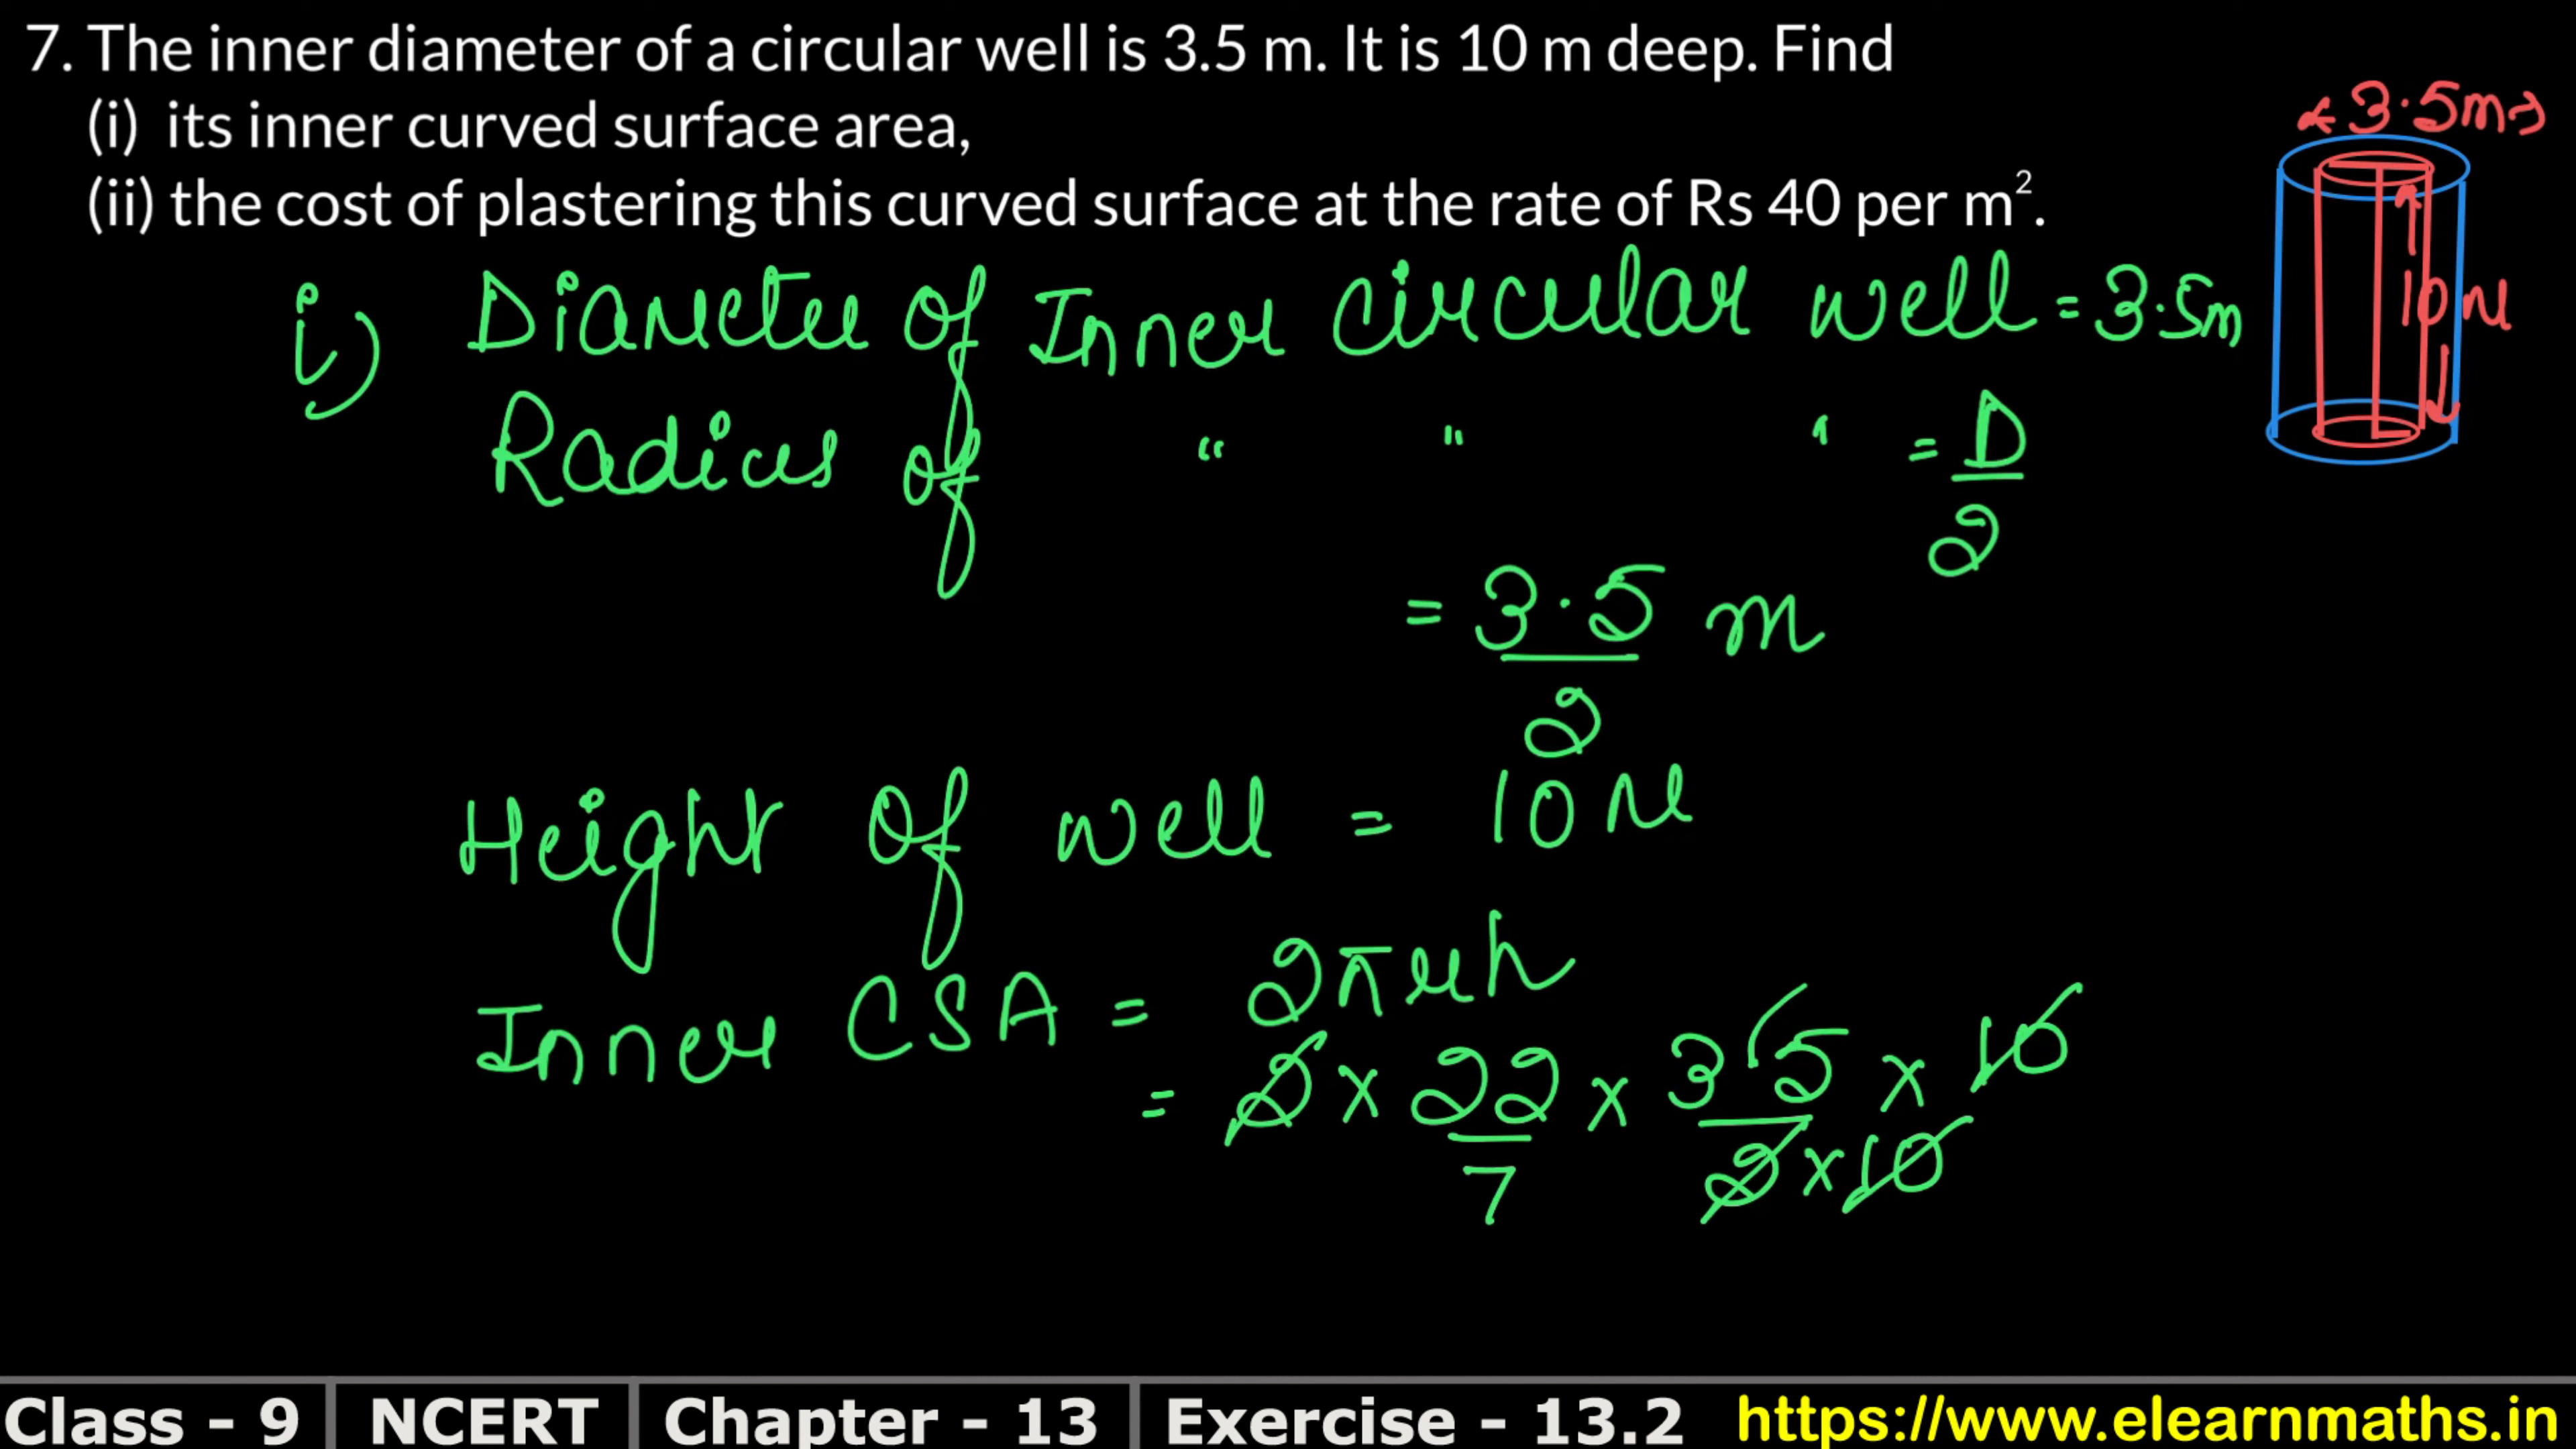 7. The inner diameter of a circular well is 3.5 m. It is 10 m deep. Find
(i) its inner curved surface area,
(ii) the cost of plastering this curved surface at the rate of Rs 40 per m².
3.5m
10m
i) Diameter of Inner circular well = 3.5m
Radius of " " " = D/2
= 3.5/2 m
Height of well = 10m
Inner CSA = 2πrh
= 2 x 22/7 x 35/2x10 x 10
Class - 9 | NCERT | Chapter - 13 | Exercise - 13.2 https://www.elearnmaths.in